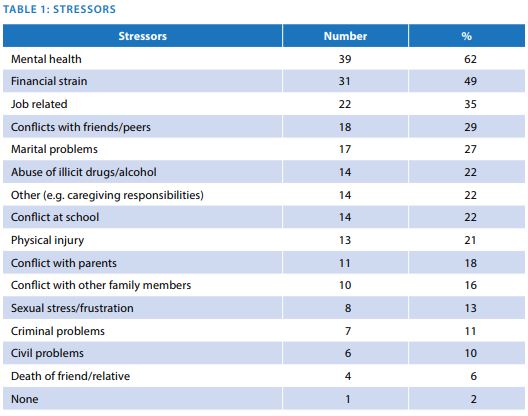 TABLE 1: STRESSORS
Stressors Number %
Mental health 39 62
Financial strain 31 49
Job related 22 35
Conflicts with friends/peers 18 29
Marital problems 17 27
Abuse of illicit drugs/alcohol 14 22
Other (e.g. caregiving responsibilities) 14 22
Conflict at school 14 22
Physical injury 13 21
Conflict with parents 11 18
Conflict with other family members 10 16
Sexual stress/frustration 8 13
Criminal problems 7 11
Civil problems 6 10
Death of friend/relative 4 6
None 1 2